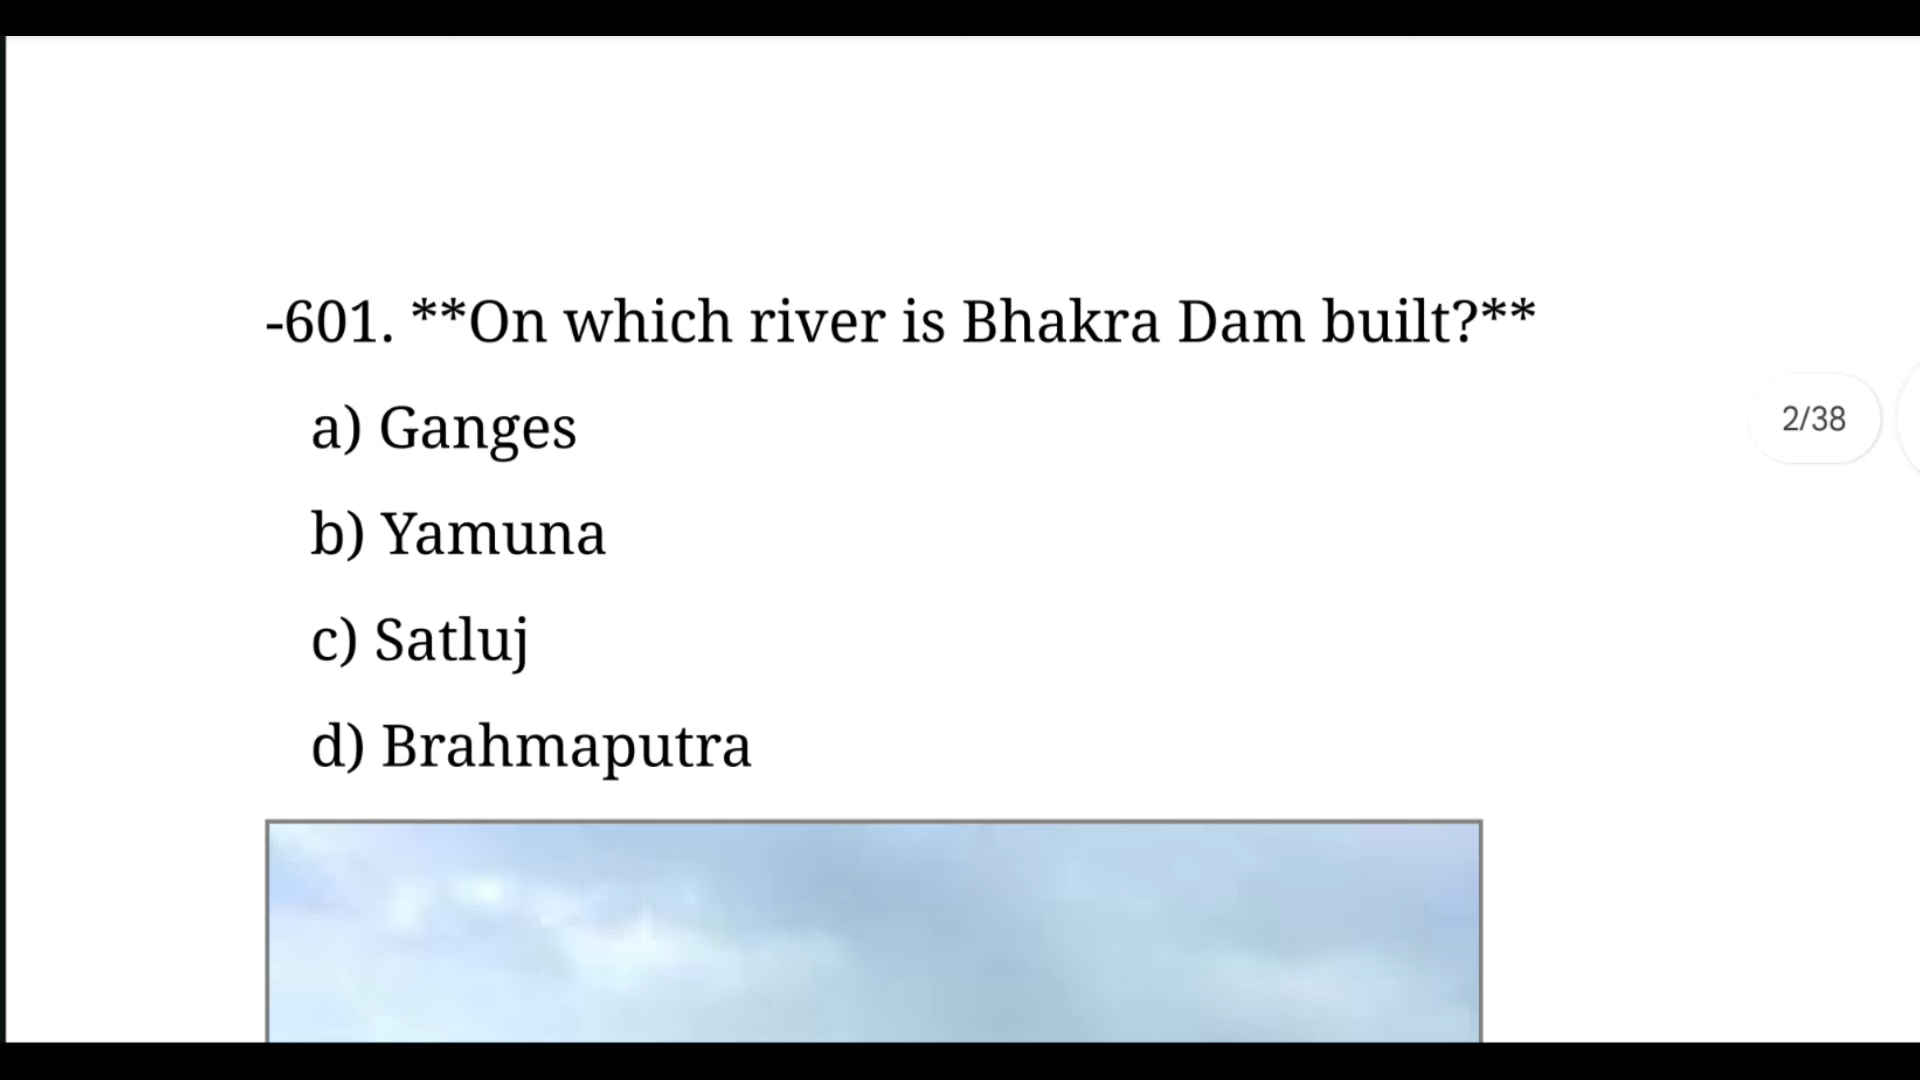 -601. **On which river is Bhakra Dam built?**
a) Ganges
2/38
b) Yamuna
c) Satluj
d) Brahmaputra